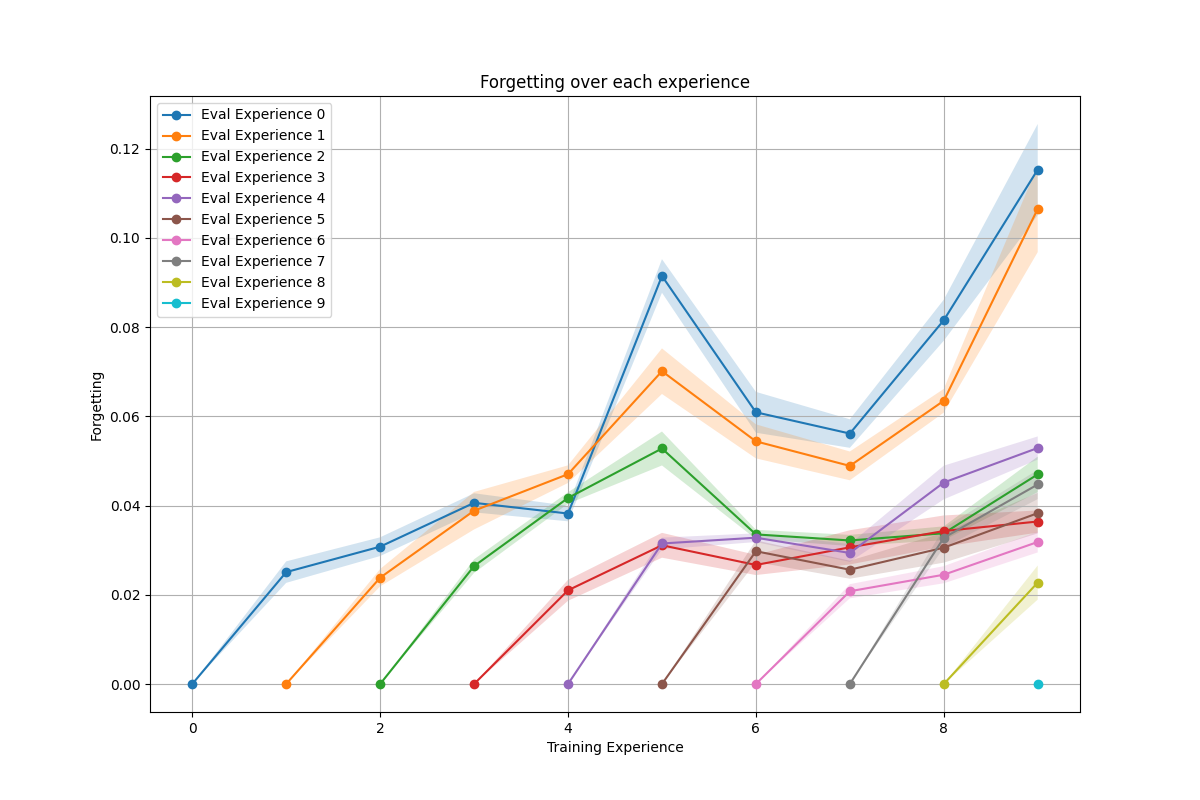 Forgetting over each experience
Eval Experience 0
Eval Experience 1
Eval Experience 2
Eval Experience 3
Eval Experience 4
Eval Experience 5
Eval Experience 6
Eval Experience 7
Eval Experience 8
Eval Experience 9
0.12
0.10
0.08
0.06
0.04
0.02
0.00
Forgetting
0 2 4 6 8
Training Experience